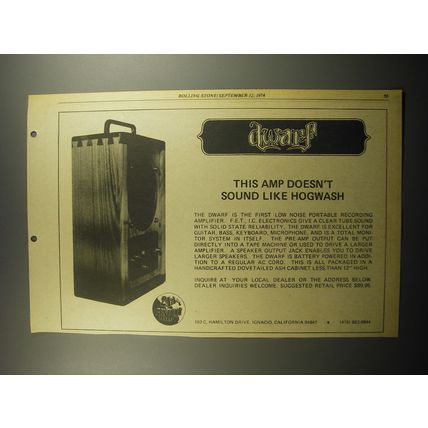 ROLLING STONE/SEPTEMBER 12, 1974
dwarf
THIS AMP DOESN'T
SOUND LIKE HOGWASH
THE DWARF IS THE FIRST LOW NOISE PORTABLE RECORDING
AMPLIFIER. F.E.T., I.C. ELECTRONICS GIVE A CLEAR TUBE SOUND
WITH SOLID STATE RELIABILITY. THE DWARF IS EXCELLENT FOR
GUITAR, BASS, KEYBOARD, MICROPHONE, AND IS A TOTAL MONI-
TOR SYSTEM IN ITSELF. THE PRE AMP OUTPUT CAN BE PUT
DIRECTLY INTO A TAPE MACHINE OR USED TO DRIVE A LARGER
AMPLIFIER. A SPEAKER OUTPUT JACK ENABLES YOU TO DRIVE
LARGER SPEAKERS. THE DWARF IS BATTERY POWERED IN ADDI-
TION TO A REGULAR AC CORD. THIS IS ALL PACKAGED IN A
HANDCRAFTED DOVETAILED ASH CABINET LESS THAN 12" HIGH.
INQUIRE AT YOUR LOCAL DEALER OR THE ADDRESS BELOW.
DEALER INQUIRIES WELCOME. SUGGESTED RETAIL PRICE $99.95.
HAMILTON DRIVE, IGNACIO, CALIFORNIA 94947